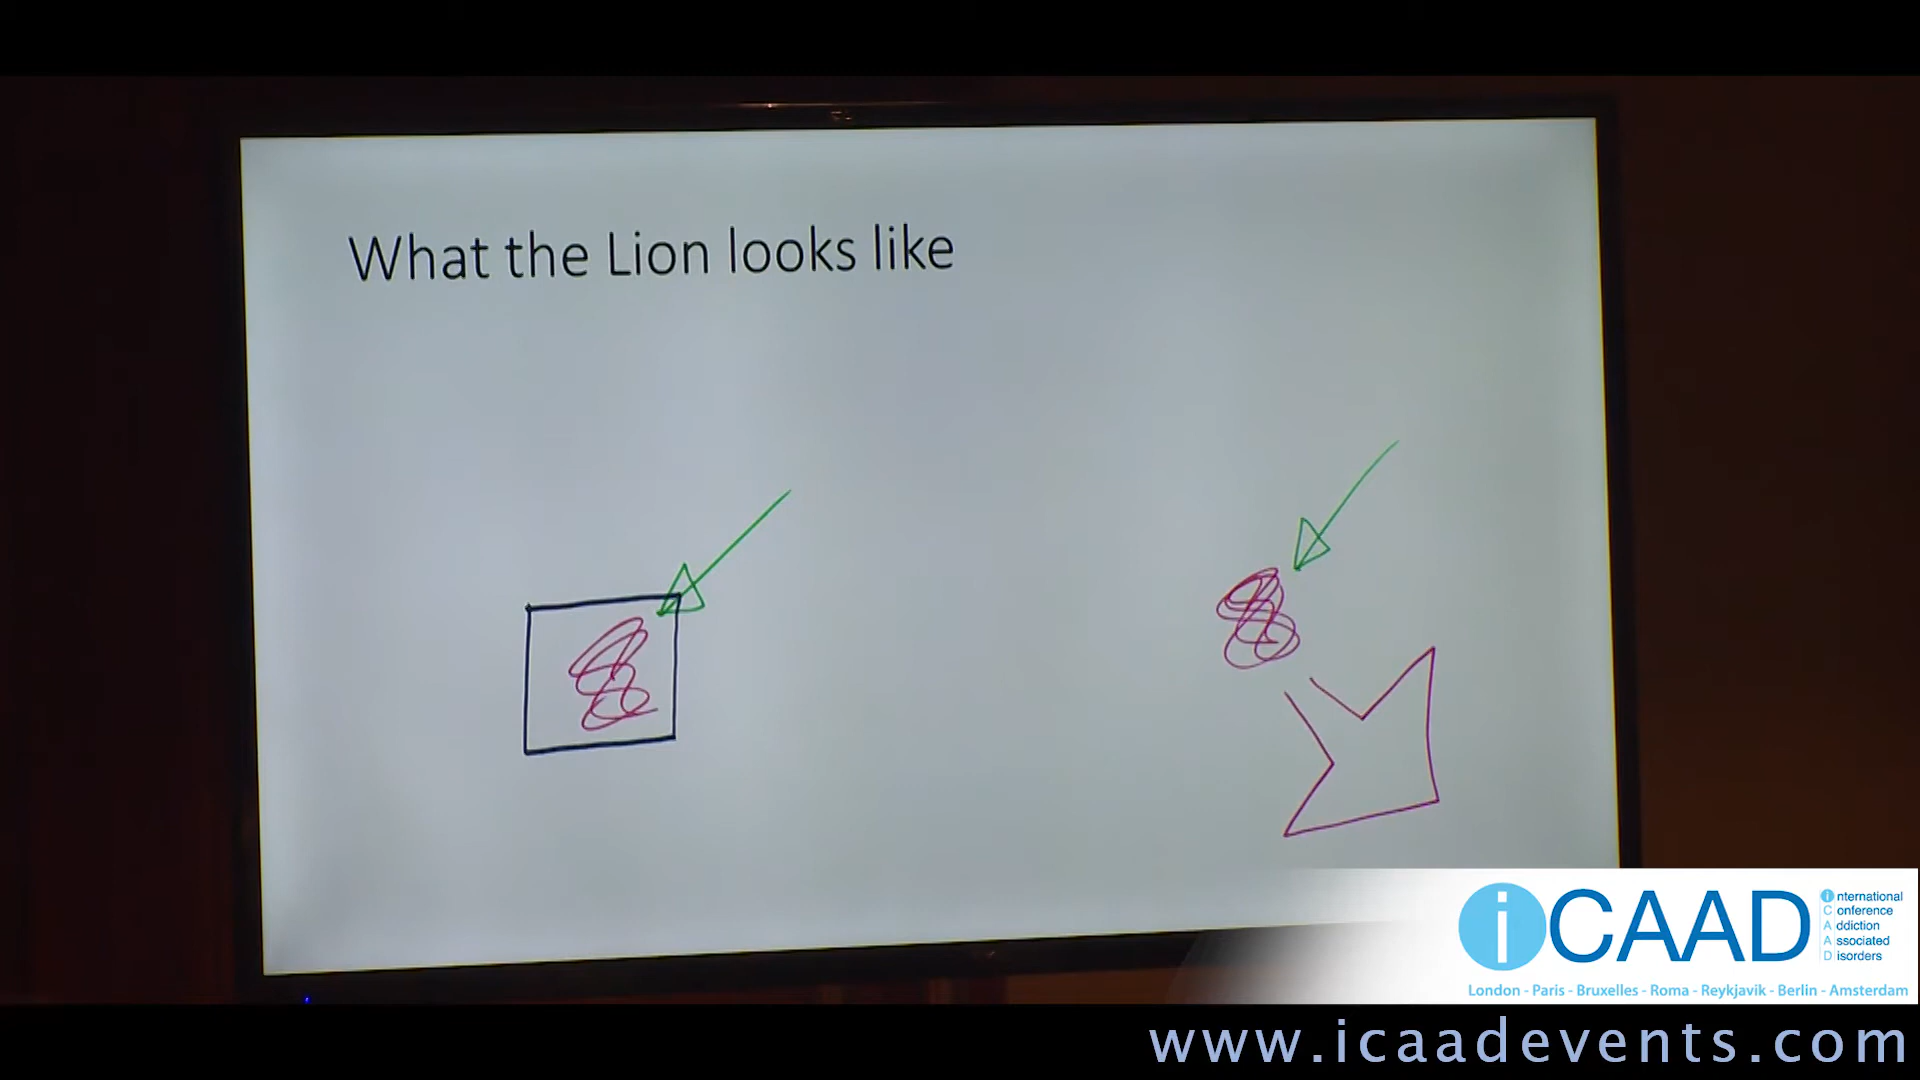 What the Lion looks like
iCAAD
international
Conference
Addiction
Associated
Disorders
London - Paris - Bruxelles - Roma - Reykjavik - Berlin - Amsterdam
www.icaadevents.com